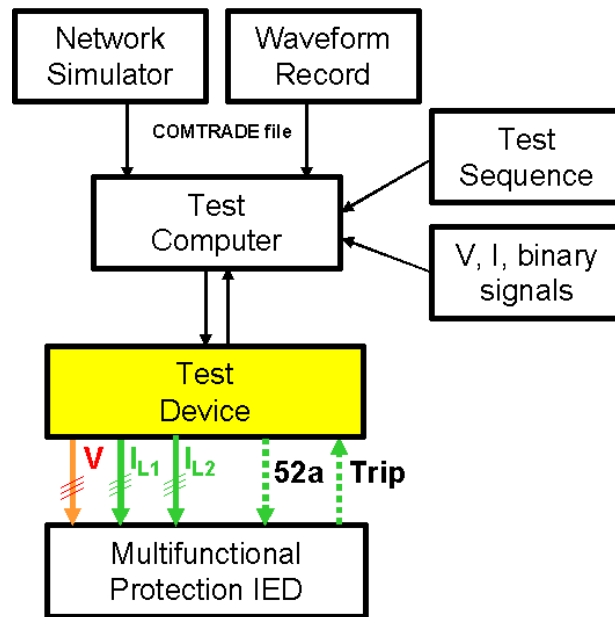 Network
Simulator
Waveform
Record
COMTRADE file
Test
Sequence
Test
Computer
V, I, binary
signals
Test
Device
V
IL1
IL2
52a
Trip
Multifunctional
Protection IED